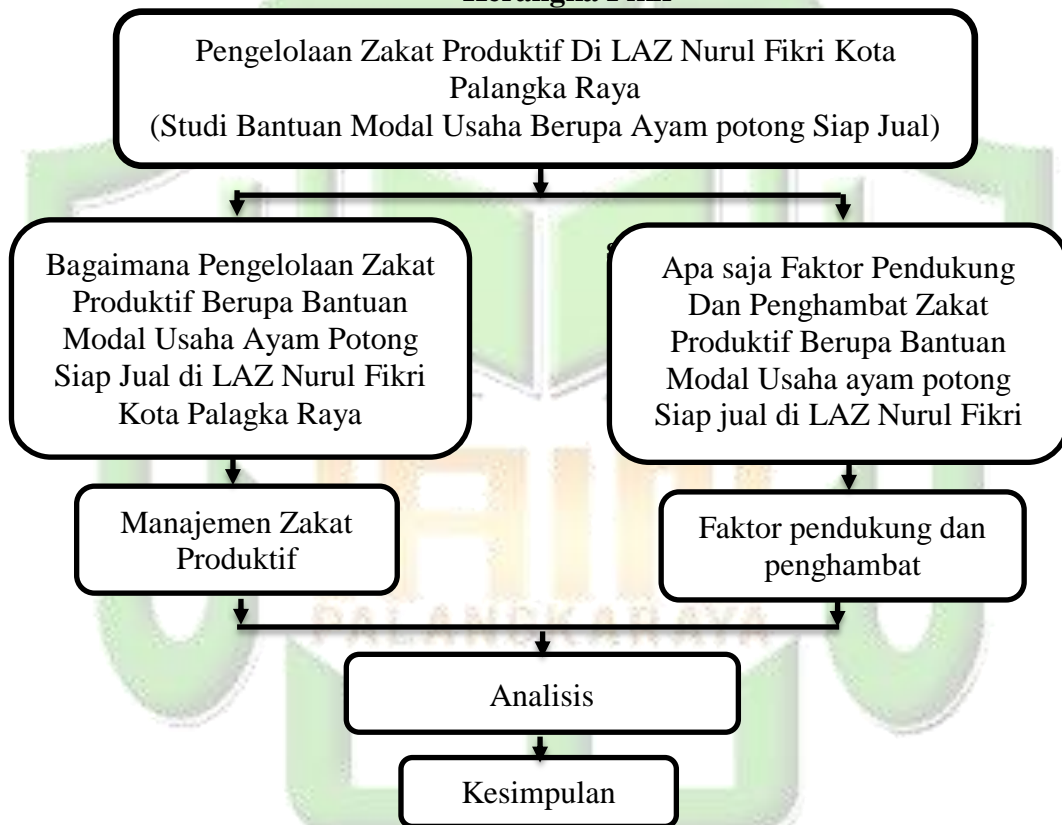 Pengelolaan Zakat Produktif Di LAZ Nurul Fikri Kota
Palangka Raya
(Studi Bantuan Modal Usaha Berupa Ayam potong Siap Jual)
Bagaimana Pengelolaan Zakat
Produktif Berupa Bantuan
Modal Usaha Ayam Potong
Siap Jual di LAZ Nurul Fikri
Kota Palagka Raya
Apa saja Faktor Pendukung
Dan Penghambat Zakat
Produktif Berupa Bantuan
Modal Usaha ayam potong
Siap jual di LAZ Nurul Fikri
Manajemen Zakat
Produktif
Faktor pendukung dan
penghambat
IAIN
PALANGKARAYA
Analisis
Kesimpulan